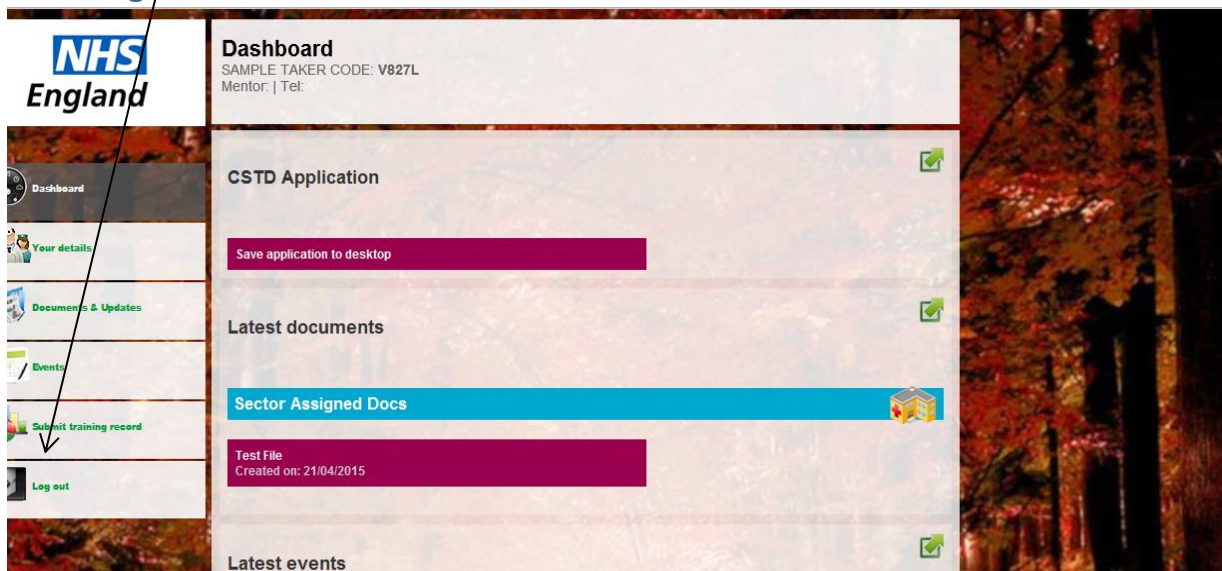 NHS
England
Dashboard
SAMPLE TAKER CODE: V827L
Mentor: | Tel:
Dashboard
Your details
Documents & Updates
Events
Submit training record
Log out
CSTD Application
Save application to desktop
Latest documents
Sector Assigned Docs
Test File
Created on: 21/04/2015
Latest events